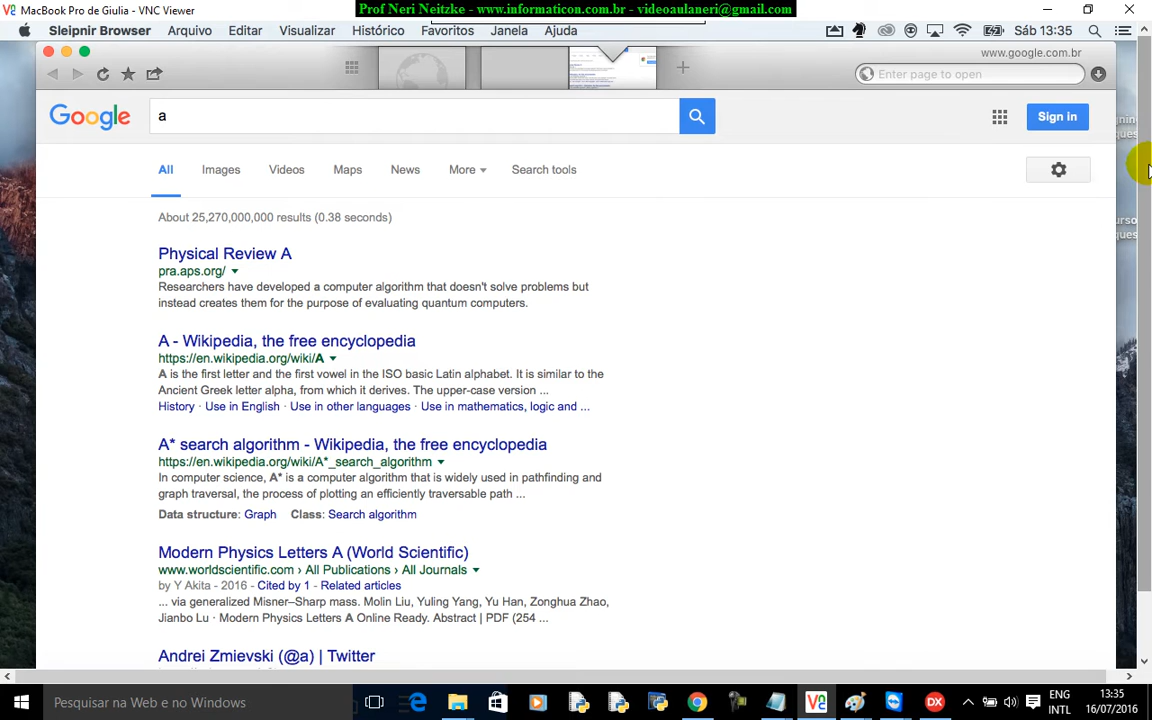 MacBook Pro de Giulia - VNC Viewer
Prof Neri Neitzke - www.informaticon.com.br - videoaulaneri@gmail.com
Sleipnir Browser Arquivo Editar Visualizar Histórico Favoritos Janela Ajuda Sáb 13:35
www.google.com.br
Enter page to open
Google a Sign in
All Images Videos Maps News More Search tools
About 25,270,000,000 results (0.38 seconds)
Physical Review A
pra.aps.org/
Researchers have developed a computer algorithm that doesn't solve problems but
instead creates them for the purpose of evaluating quantum computers.
A - Wikipedia, the free encyclopedia
https://en.wikipedia.org/wiki/A
A is the first letter and the first vowel in the ISO basic Latin alphabet. It is similar to the
Ancient Greek letter alpha, from which it derives. The upper-case version ...
History · Use in English · Use in other languages · Use in mathematics, logic and ...
A* search algorithm - Wikipedia, the free encyclopedia
https://en.wikipedia.org/wiki/A*_search_algorithm
In computer science, A* is a computer algorithm that is widely used in pathfinding and
graph traversal, the process of plotting an efficiently traversable path ...
Data structure: Graph Class: Search algorithm
Modern Physics Letters A (World Scientific)
www.worldscientific.com › All Publications › All Journals
by Y Akita - 2016 - Cited by 1 - Related articles
... via generalized Misner–Sharp mass. Molin Liu, Yuling Yang, Yu Han, Zonghua Zhao,
Jianbo Lu · Modern Physics Letters A Online Ready. Abstract | PDF (254 ...
Andrei Zmievski (@a) | Twitter
Pesquisar na Web e no Windows
ENG
INTL
13:35
16/07/2016